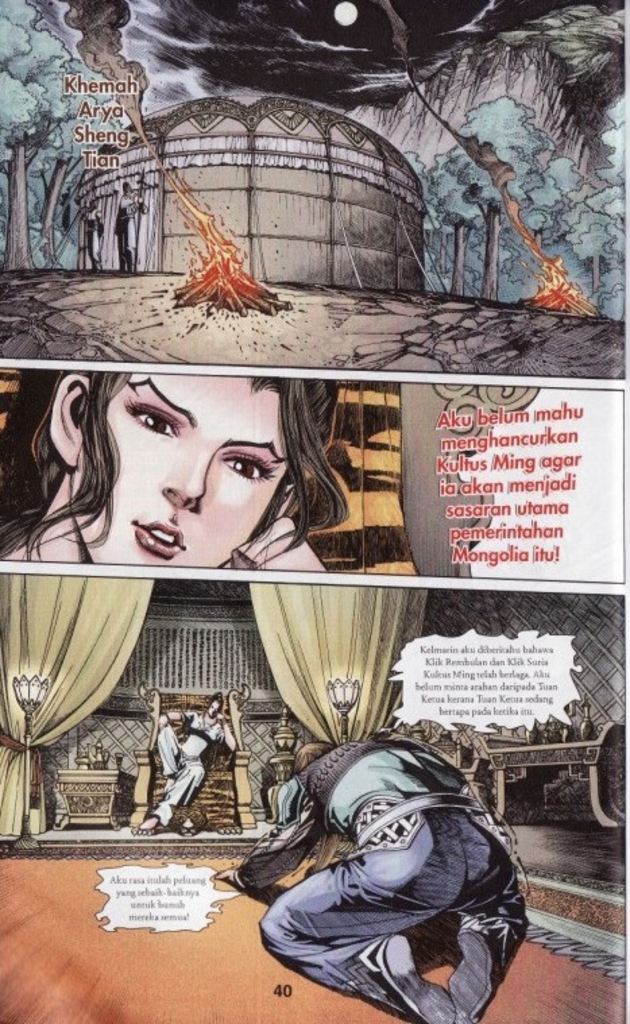 Khemah
Arya
Sheng
Tian
Aku belum mahu
menghancurkan
Kultus Ming agar
ia akan menjadi
sasaran utama
pemerintahan
Mongolia itu!
Kelmarin aku diberitahu bahawa
Klik Rembulan dan Klik Suria
Kultus Ming telah berlaga. Aku
belum minta arahan daripada Tuan
Ketua kerana Tuan Ketua sedang
bertapa pada ketika itu.
Aku rasa inilah peluang
yang sebaik-baiknya
untuk bunuh
mereka semua!
40